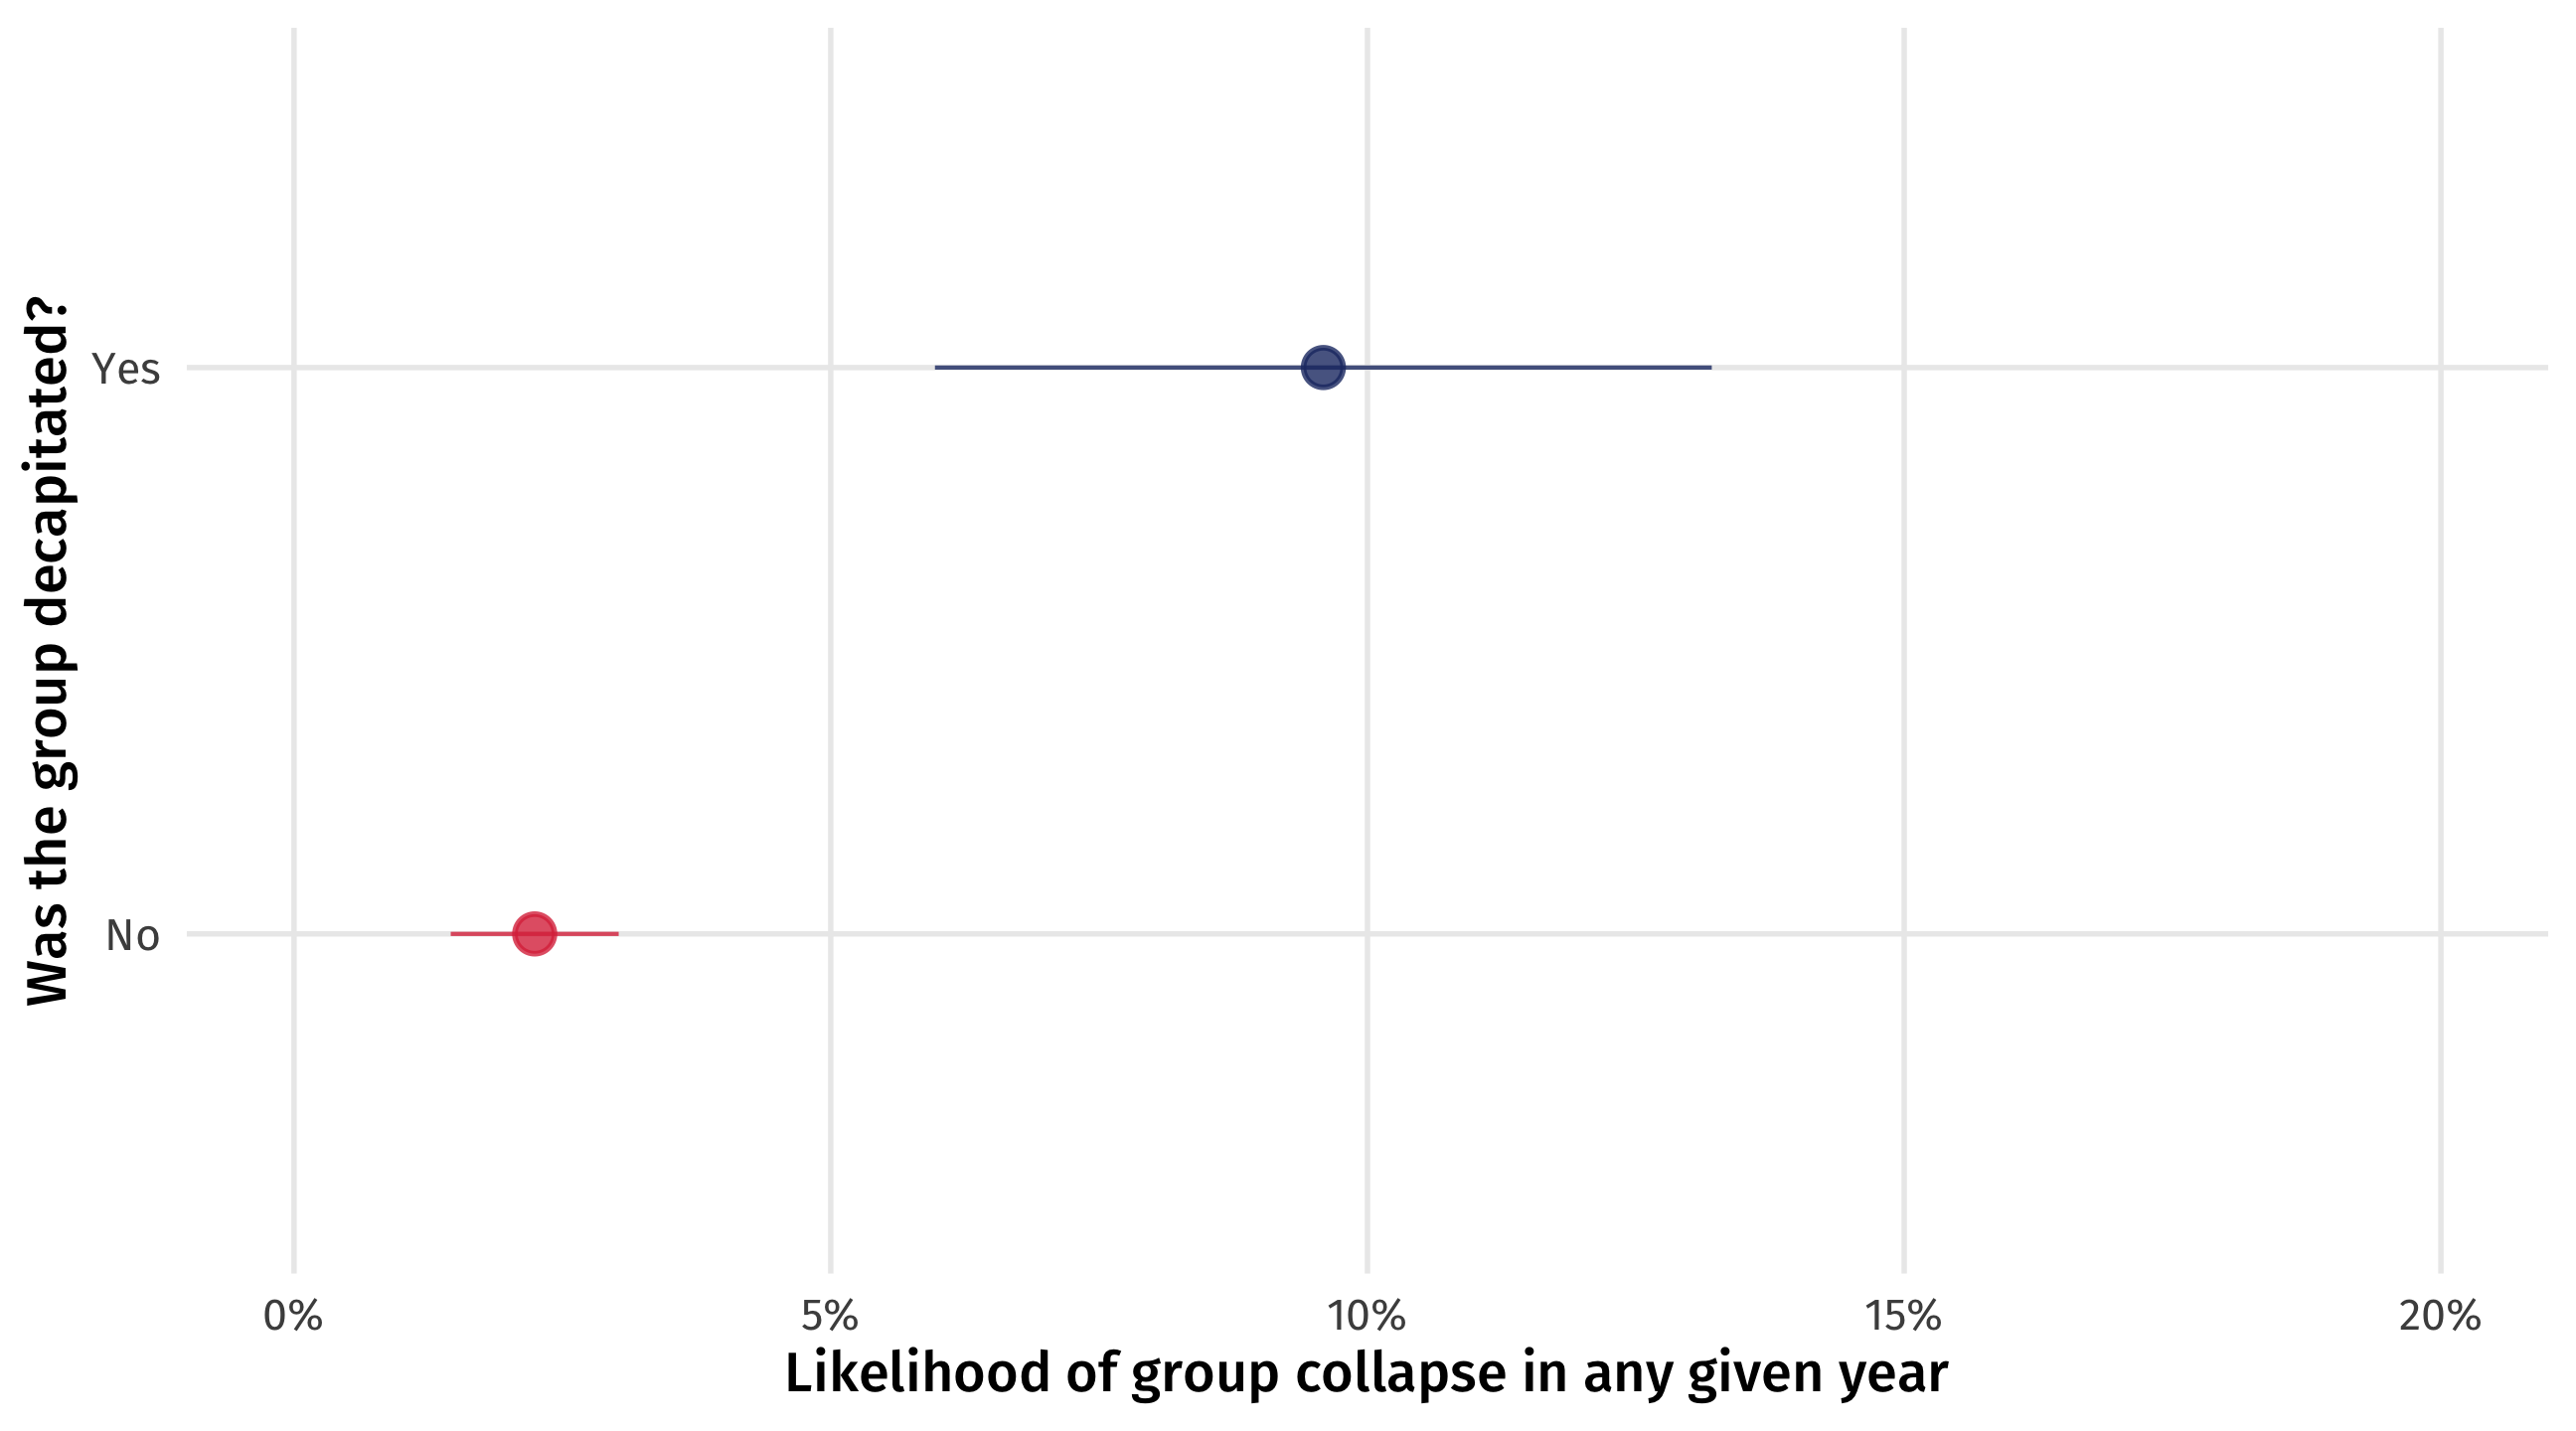 Was the group decapitated?
Yes
No
0%
5%
10%
15%
20%
Likelihood of group collapse in any given year